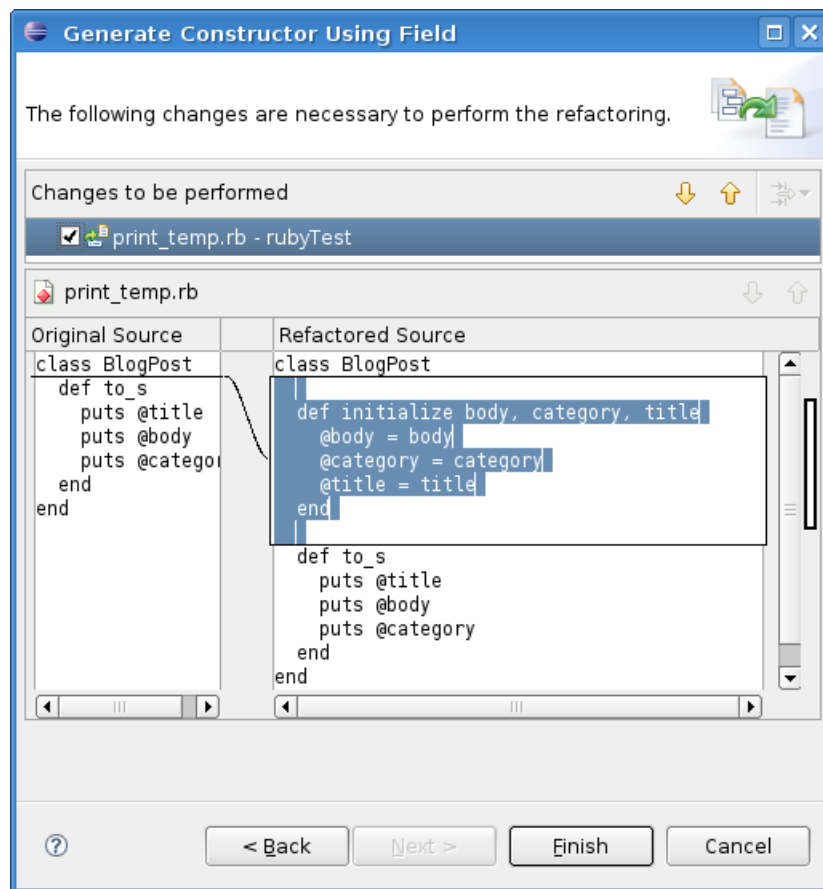 Generate Constructor Using Field
The following changes are necessary to perform the refactoring.
Changes to be performed
print_temp.rb - rubyTest
print_temp.rb
Original Source
class BlogPost
  def to_s
    puts @title
    puts @body
    puts @categor
  end
end
Refactored Source
class BlogPost
  def initialize body, category, title
    @body = body
    @category = category
    @title = title
  end
  def to_s
    puts @title
    puts @body
    puts @category
  end
end
< Back
Next >
Finish
Cancel